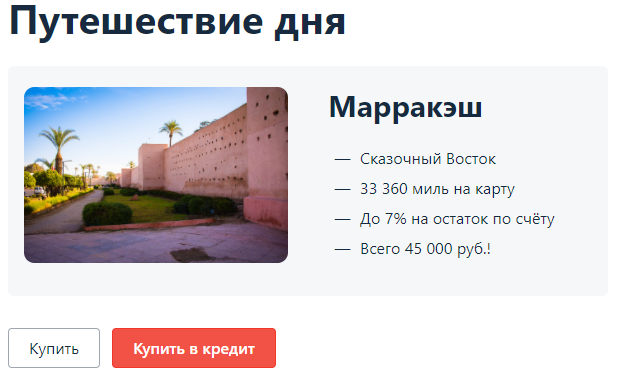 Путешествие дня
Марракэш
— Сказочный Восток
— 33 360 миль на карту
— До 7% на остаток по счёту
— Всего 45 000 руб.!
Купить
Купить в кредит